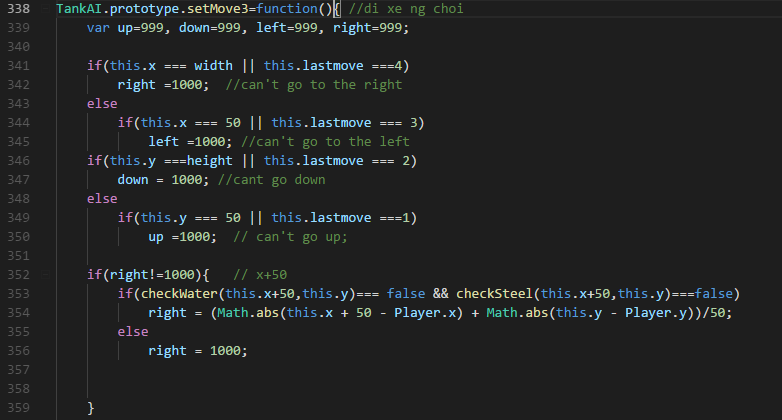 338 TankAI.prototype.setMove3=function(){ //di xe ng choi
339 var up=999, down=999, left=999, right=999;
340
341 if(this.x === width || this.lastmove ===4)
342 right =1000; //can't go to the right
343 else
344 if(this.x === 50 || this.lastmove === 3)
345 left =1000; //can't go to the left
346 if(this.y ===height || this.lastmove === 2)
347 down = 1000; //cant go down
348 else
349 if(this.y === 50 || this.lastmove ===1)
350 up =1000; // can't go up;
351
352 if(right!=1000){ // x+50
353 if(checkWater(this.x+50,this.y)=== false && checkSteel(this.x+50,this.y)===false)
354 right = (Math.abs(this.x + 50 - Player.x) + Math.abs(this.y - Player.y))/50;
355 else
356 right = 1000;
357
358
359 }